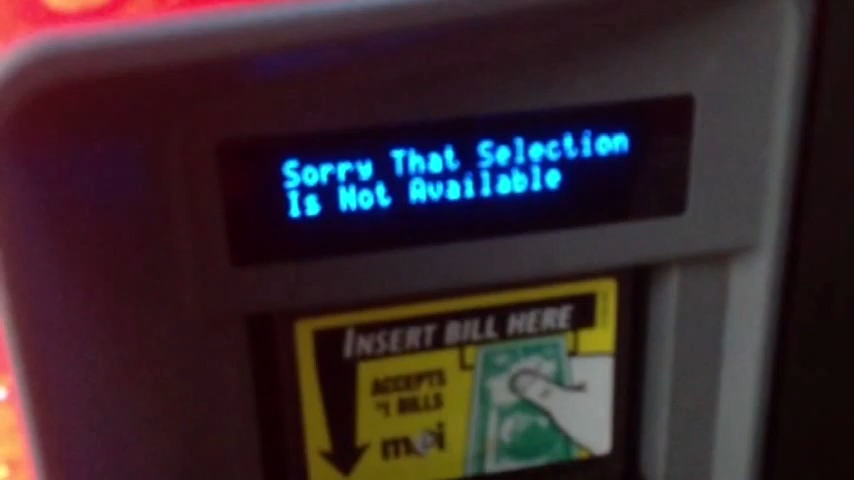 Sorry That Selection
Is Not Available
INSERT BILL HERE
ACCEPTS
$1 BILLS
mei